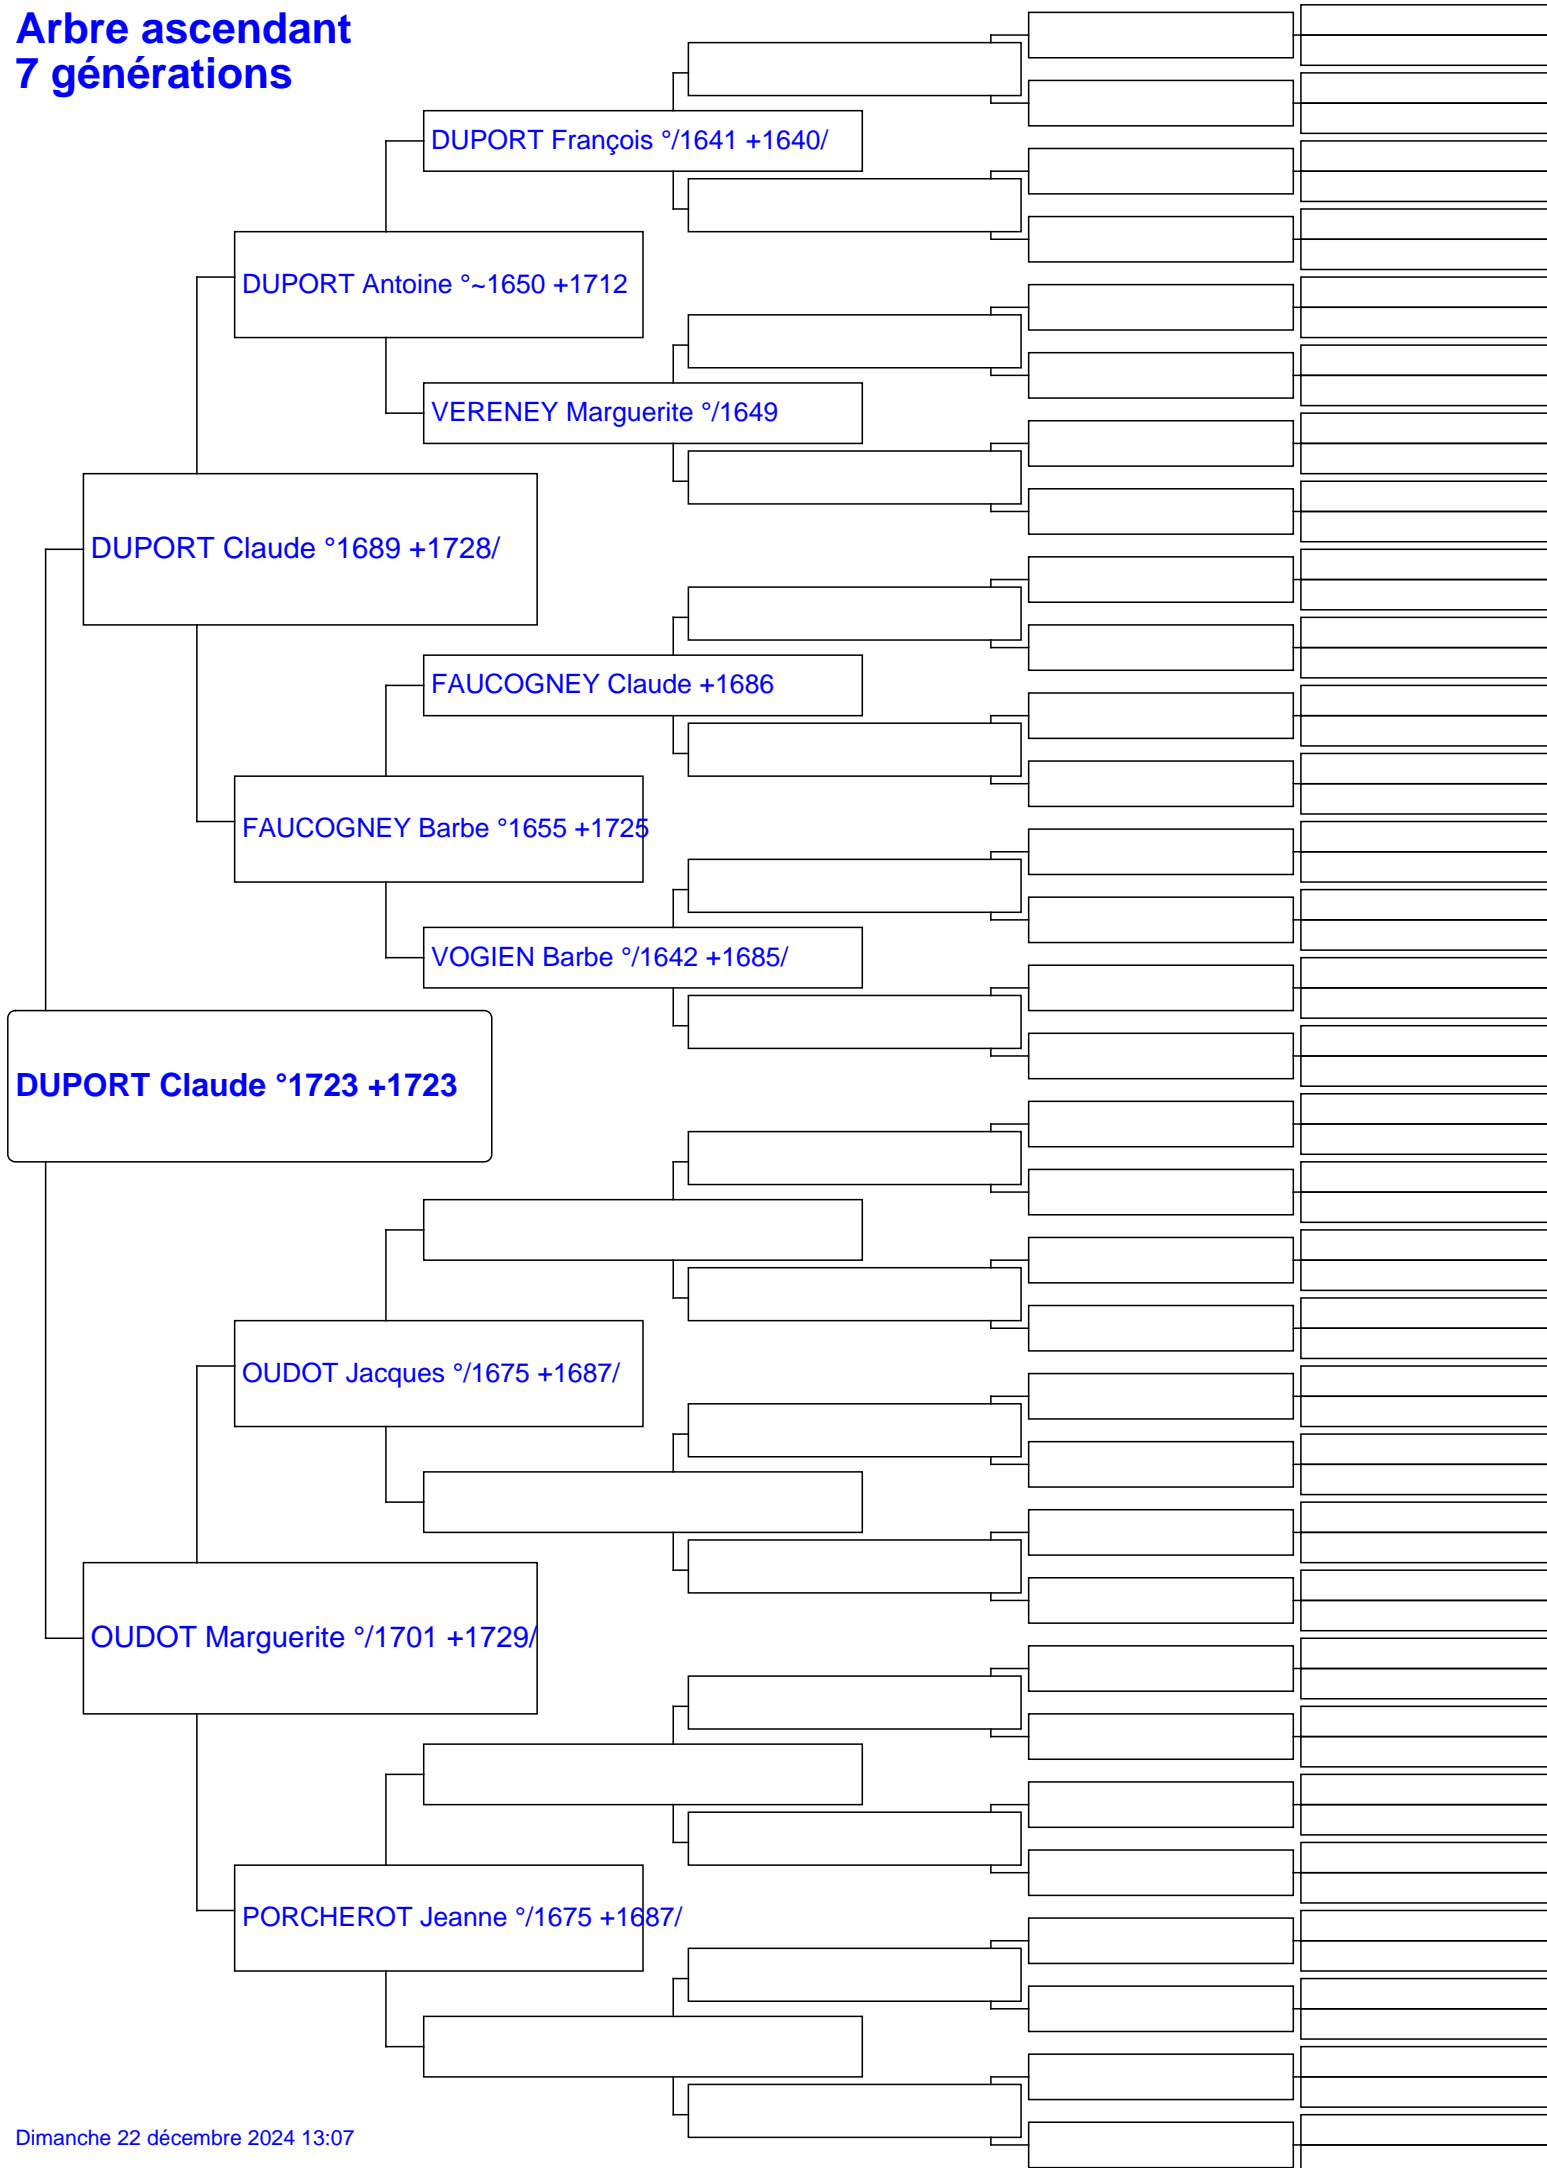 Arbre ascendant
7 générations
DUPORT François °/1641 +1640/
DUPORT Antoine °~1650 +1712
VERENEY Marguerite °/1649
DUPORT Claude °1689 +1728/
FAUCOGNEY Claude +1686
FAUCOGNEY Barbe °1655 +1725
VOGIEN Barbe °/1642 +1685/
DUPORT Claude °1723 +1723
OUDOT Jacques °/1675 +1687/
OUDOT Marguerite °/1701 +1729/
PORCHEROT Jeanne °/1675 +1687/
Dimanche 22 décembre 2024 13:07